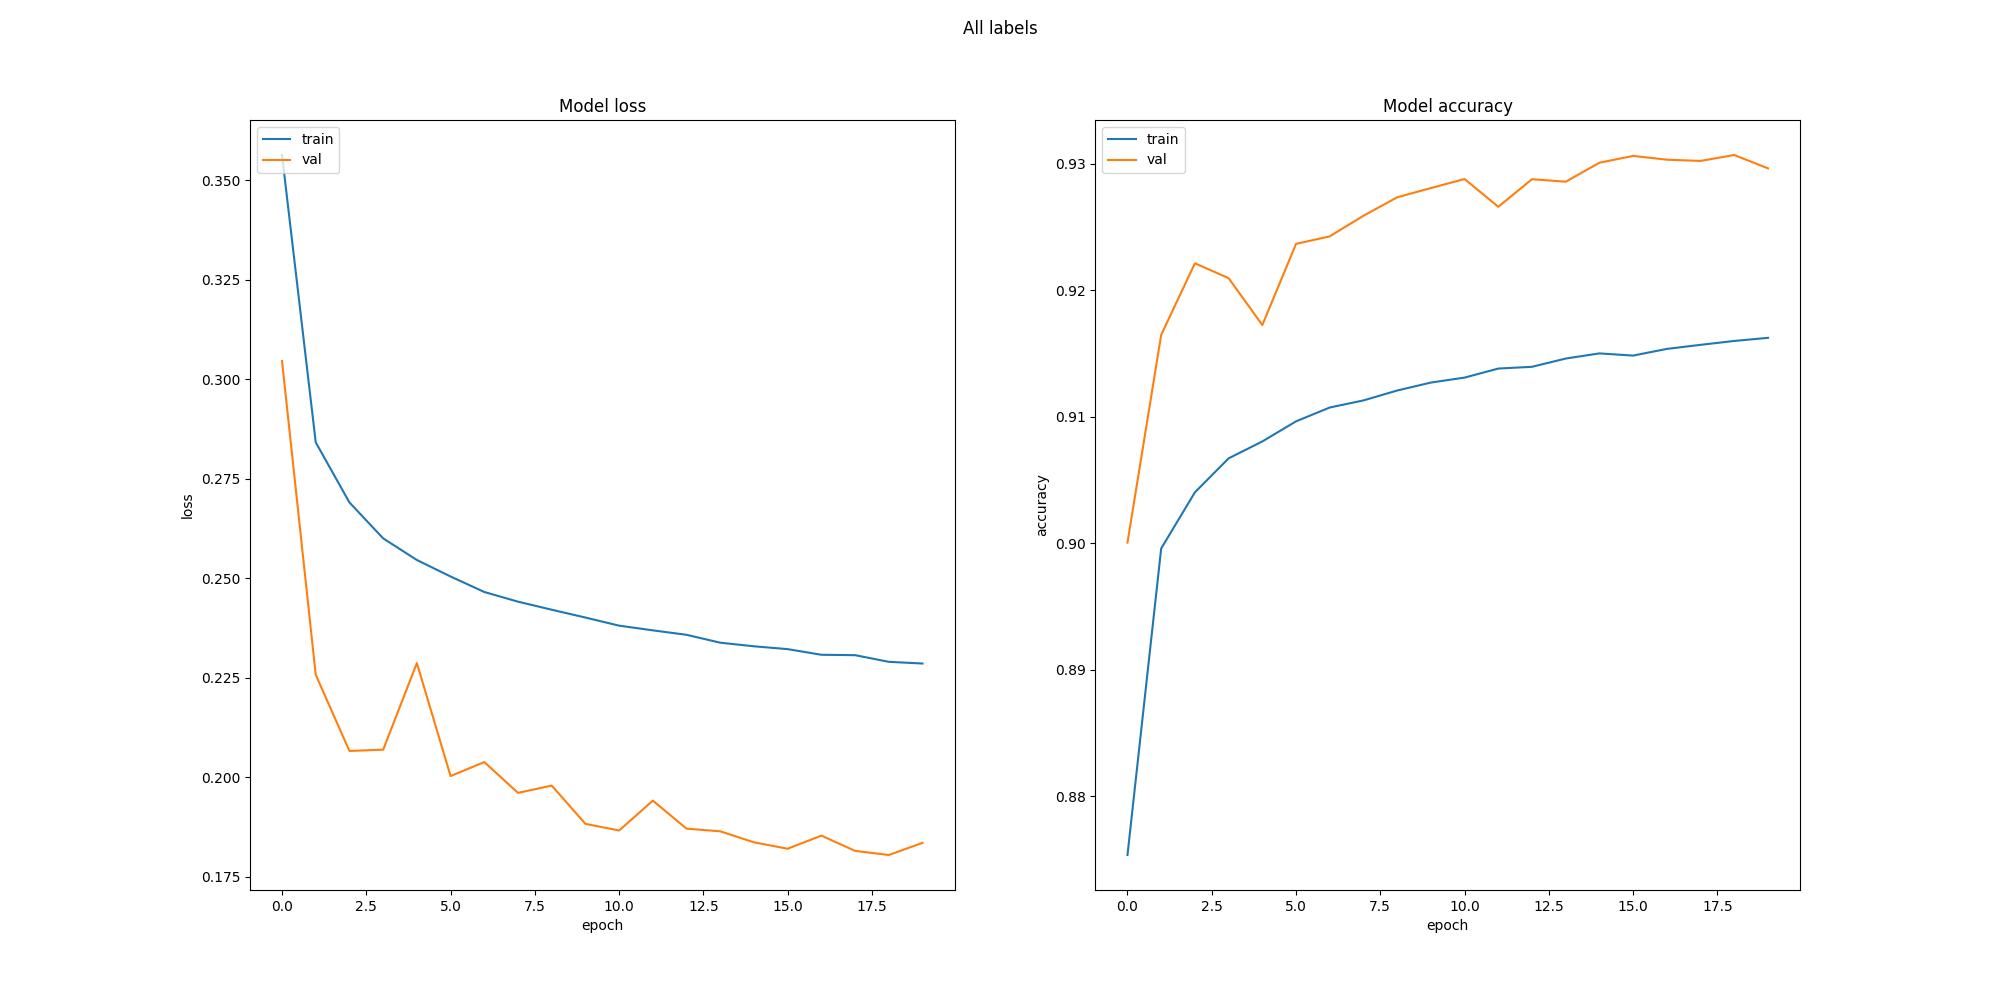 All labels
Model loss
train
val
0.350
0.325
0.300
0.275
0.250
0.225
0.200
0.175
loss
0.0 2.5 5.0 7.5 10.0 12.5 15.0 17.5
epoch
Model accuracy
train
val
0.93
0.92
0.91
0.90
0.89
0.88
accuracy
0.0 2.5 5.0 7.5 10.0 12.5 15.0 17.5
epoch